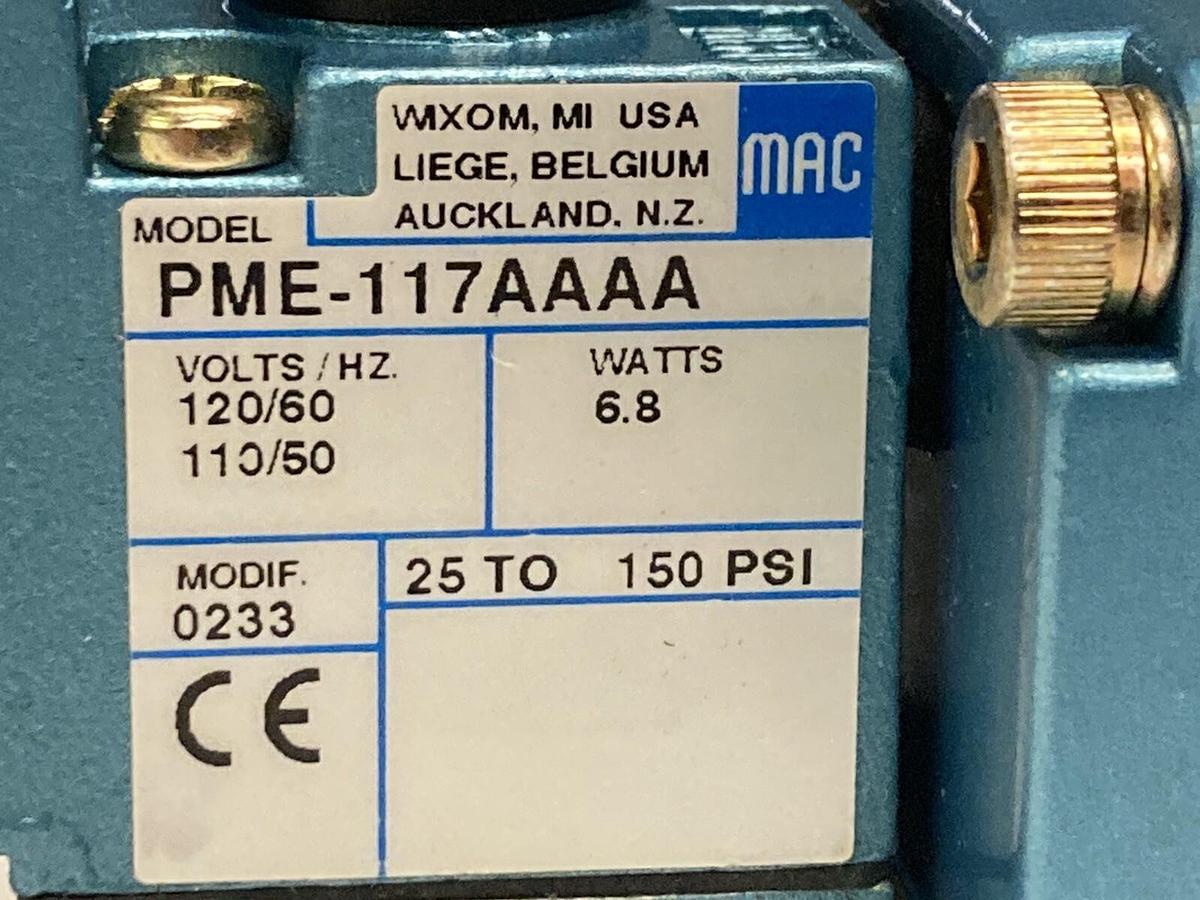 WIXOM, MI USA
LIEGE, BELGIUM
AUCKLAND, N.Z.
MAC
MODEL
PME-117AAAA
VOLTS / HZ.
120/60
110/50
WATTS
6.8
MODIF.
0233
25 TO 150 PSI
CE